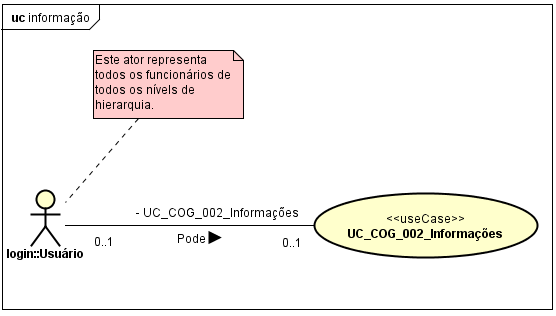 uc informação
Este ator representa
todos os funcionários de
todos os níveis de
hierarquia.
- UC_COG_002_Informações
<<useCase>>
UC_COG_002_Informações
0..1
Pode
0..1
login::Usuário